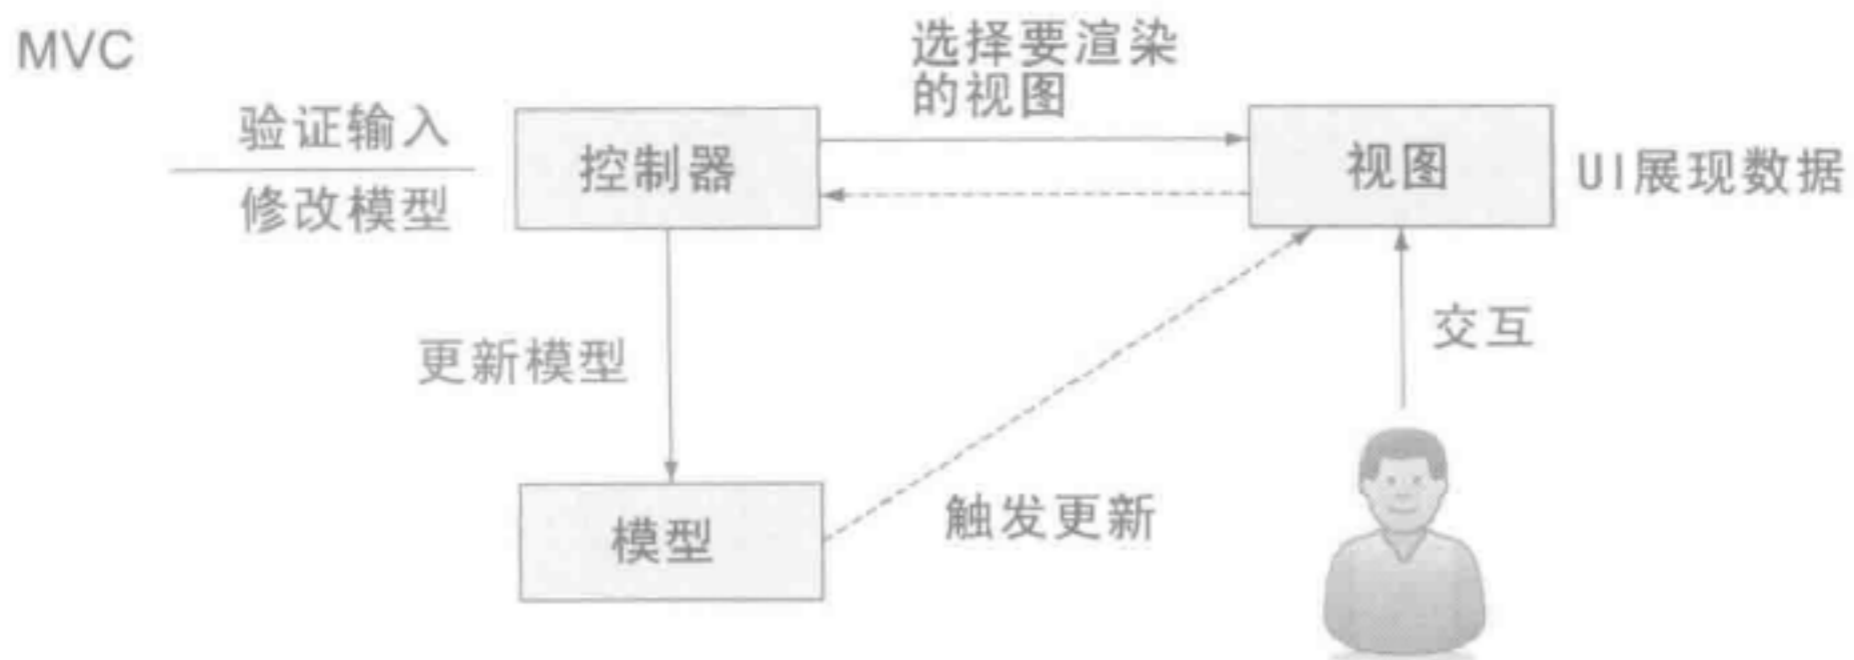 MVC
选择要渲染
的视图
验证输入
修改模型
控制器
视图
UI展现数据
更新模型
交互
模型
触发更新